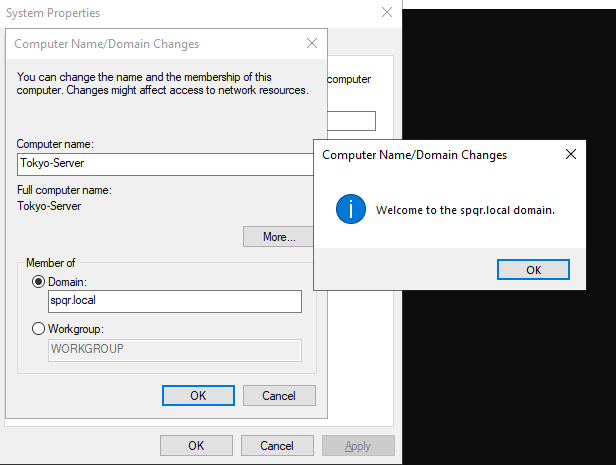 System Properties
Computer Name/Domain Changes
You can change the name and the membership of this
computer. Changes might affect access to network resources.
computer
Computer name:
Tokyo-Server
Full computer name:
Tokyo-Server
More...
Member of
Domain:
spqr.local
Workgroup:
WORKGROUP
OK
Cancel
OK
Cancel
Apply
Computer Name/Domain Changes
Welcome to the spqr.local domain.
OK